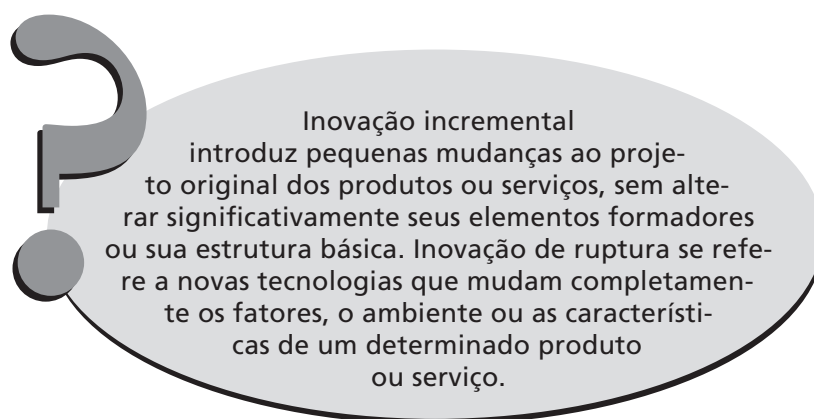 Inovação incremental
introduz pequenas mudanças ao proje-
to original dos produtos ou serviços, sem alte-
rar significativamente seus elementos formadores
ou sua estrutura básica. Inovação de ruptura se refe-
re a novas tecnologias que mudam completamen-
te os fatores, o ambiente ou as característi-
cas de um determinado produto
ou serviço.